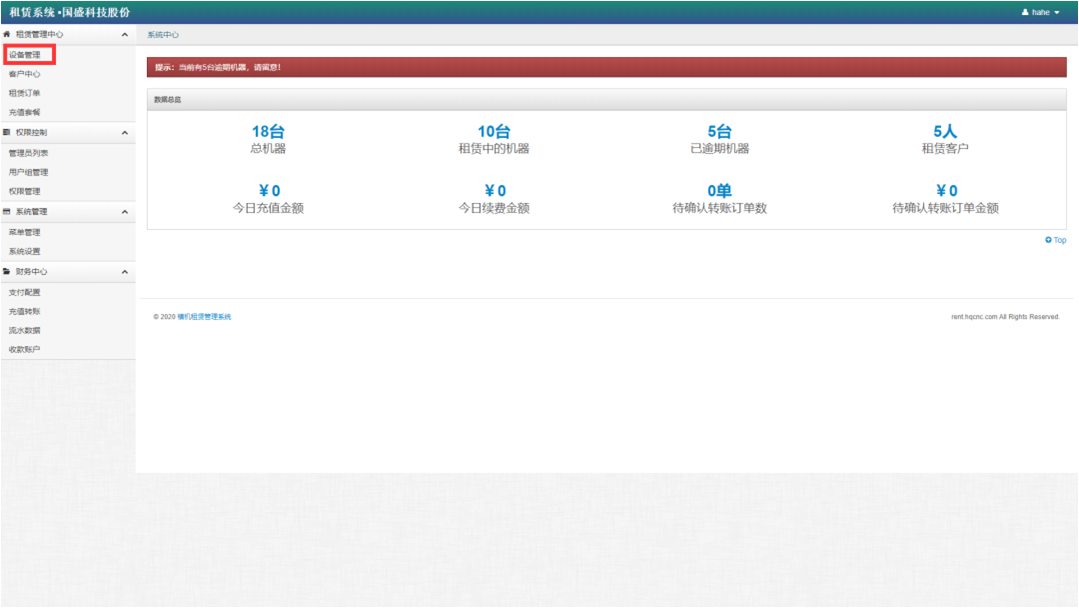 租赁系统•国盛科技股份
hahe
租赁管理中心
系统中心
设备管理
客户中心
租赁订单
充值套餐
权限控制
管理员列表
用户组管理
权限管理
系统管理
菜单管理
系统设置
财务中心
支付配置
充值转账
流水数据
收款账户
提示：当前有5台逾期机器，请留意！
数据总览
18台
10台
5台
5人
总机器
租赁中的机器
已逾期机器
租赁客户
¥ 0
¥ 0
0单
¥ 0
今日充值金额
今日续费金额
待确认转账订单数
待确认转账订单金额
Top
© 2020 横机租赁管理系统
rent.hqcnc.com All Rights Reserved.